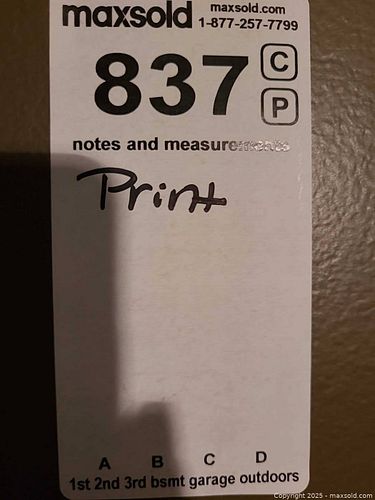 maxsold maxsold.com
1-877-257-7799
837 C
P
notes and measurements
Print
A B C D
1st 2nd 3rd bsmt garage outdoors
Copyright 2025 - maxsold.com